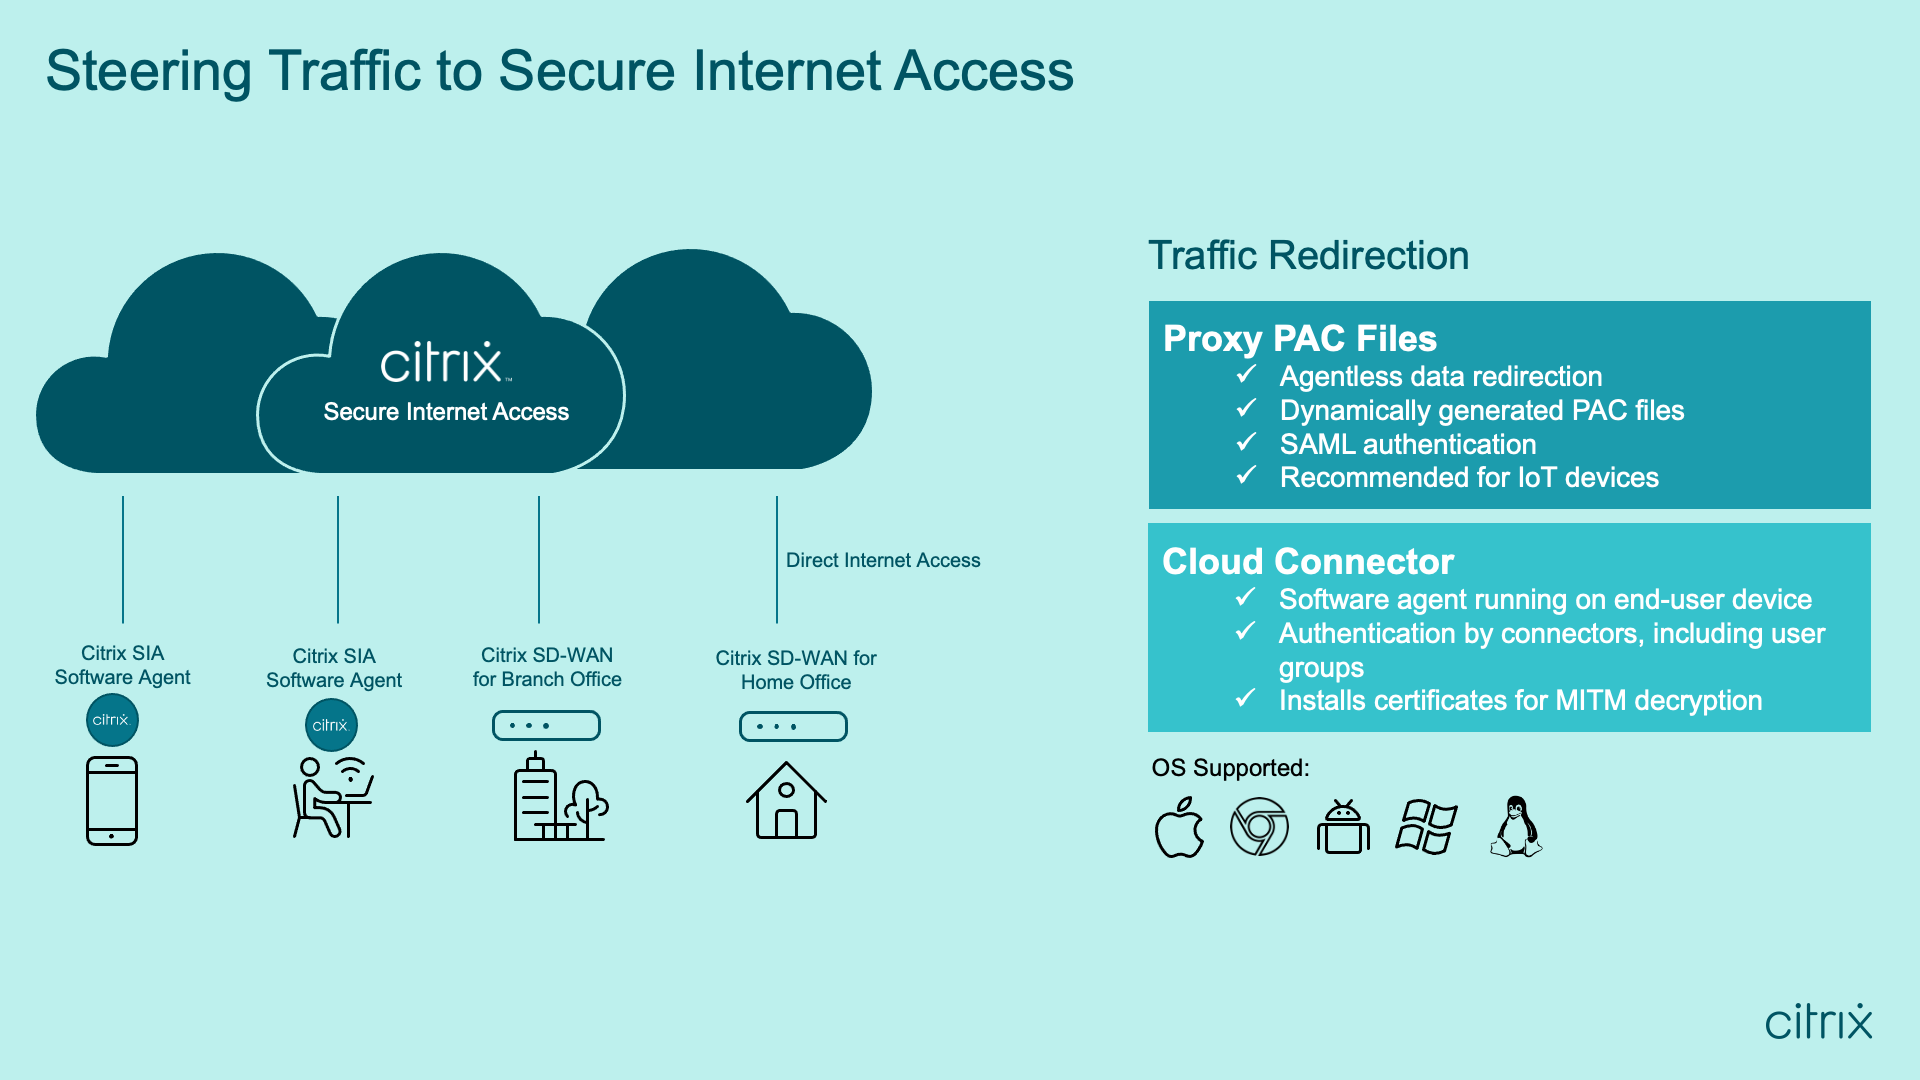 Steering Traffic to Secure Internet Access
citrix™
Secure Internet Access
Direct Internet Access
Citrix SIA
Software Agent
citrix
Citrix SIA
Software Agent
citrix
Citrix SD-WAN
for Branch Office
Citrix SD-WAN for
Home Office
Traffic Redirection
Proxy PAC Files
✓ Agentless data redirection
✓ Dynamically generated PAC files
✓ SAML authentication
✓ Recommended for IoT devices
Cloud Connector
✓ Software agent running on end-user device
✓ Authentication by connectors, including user
groups
✓ Installs certificates for MITM decryption
OS Supported:
citrix